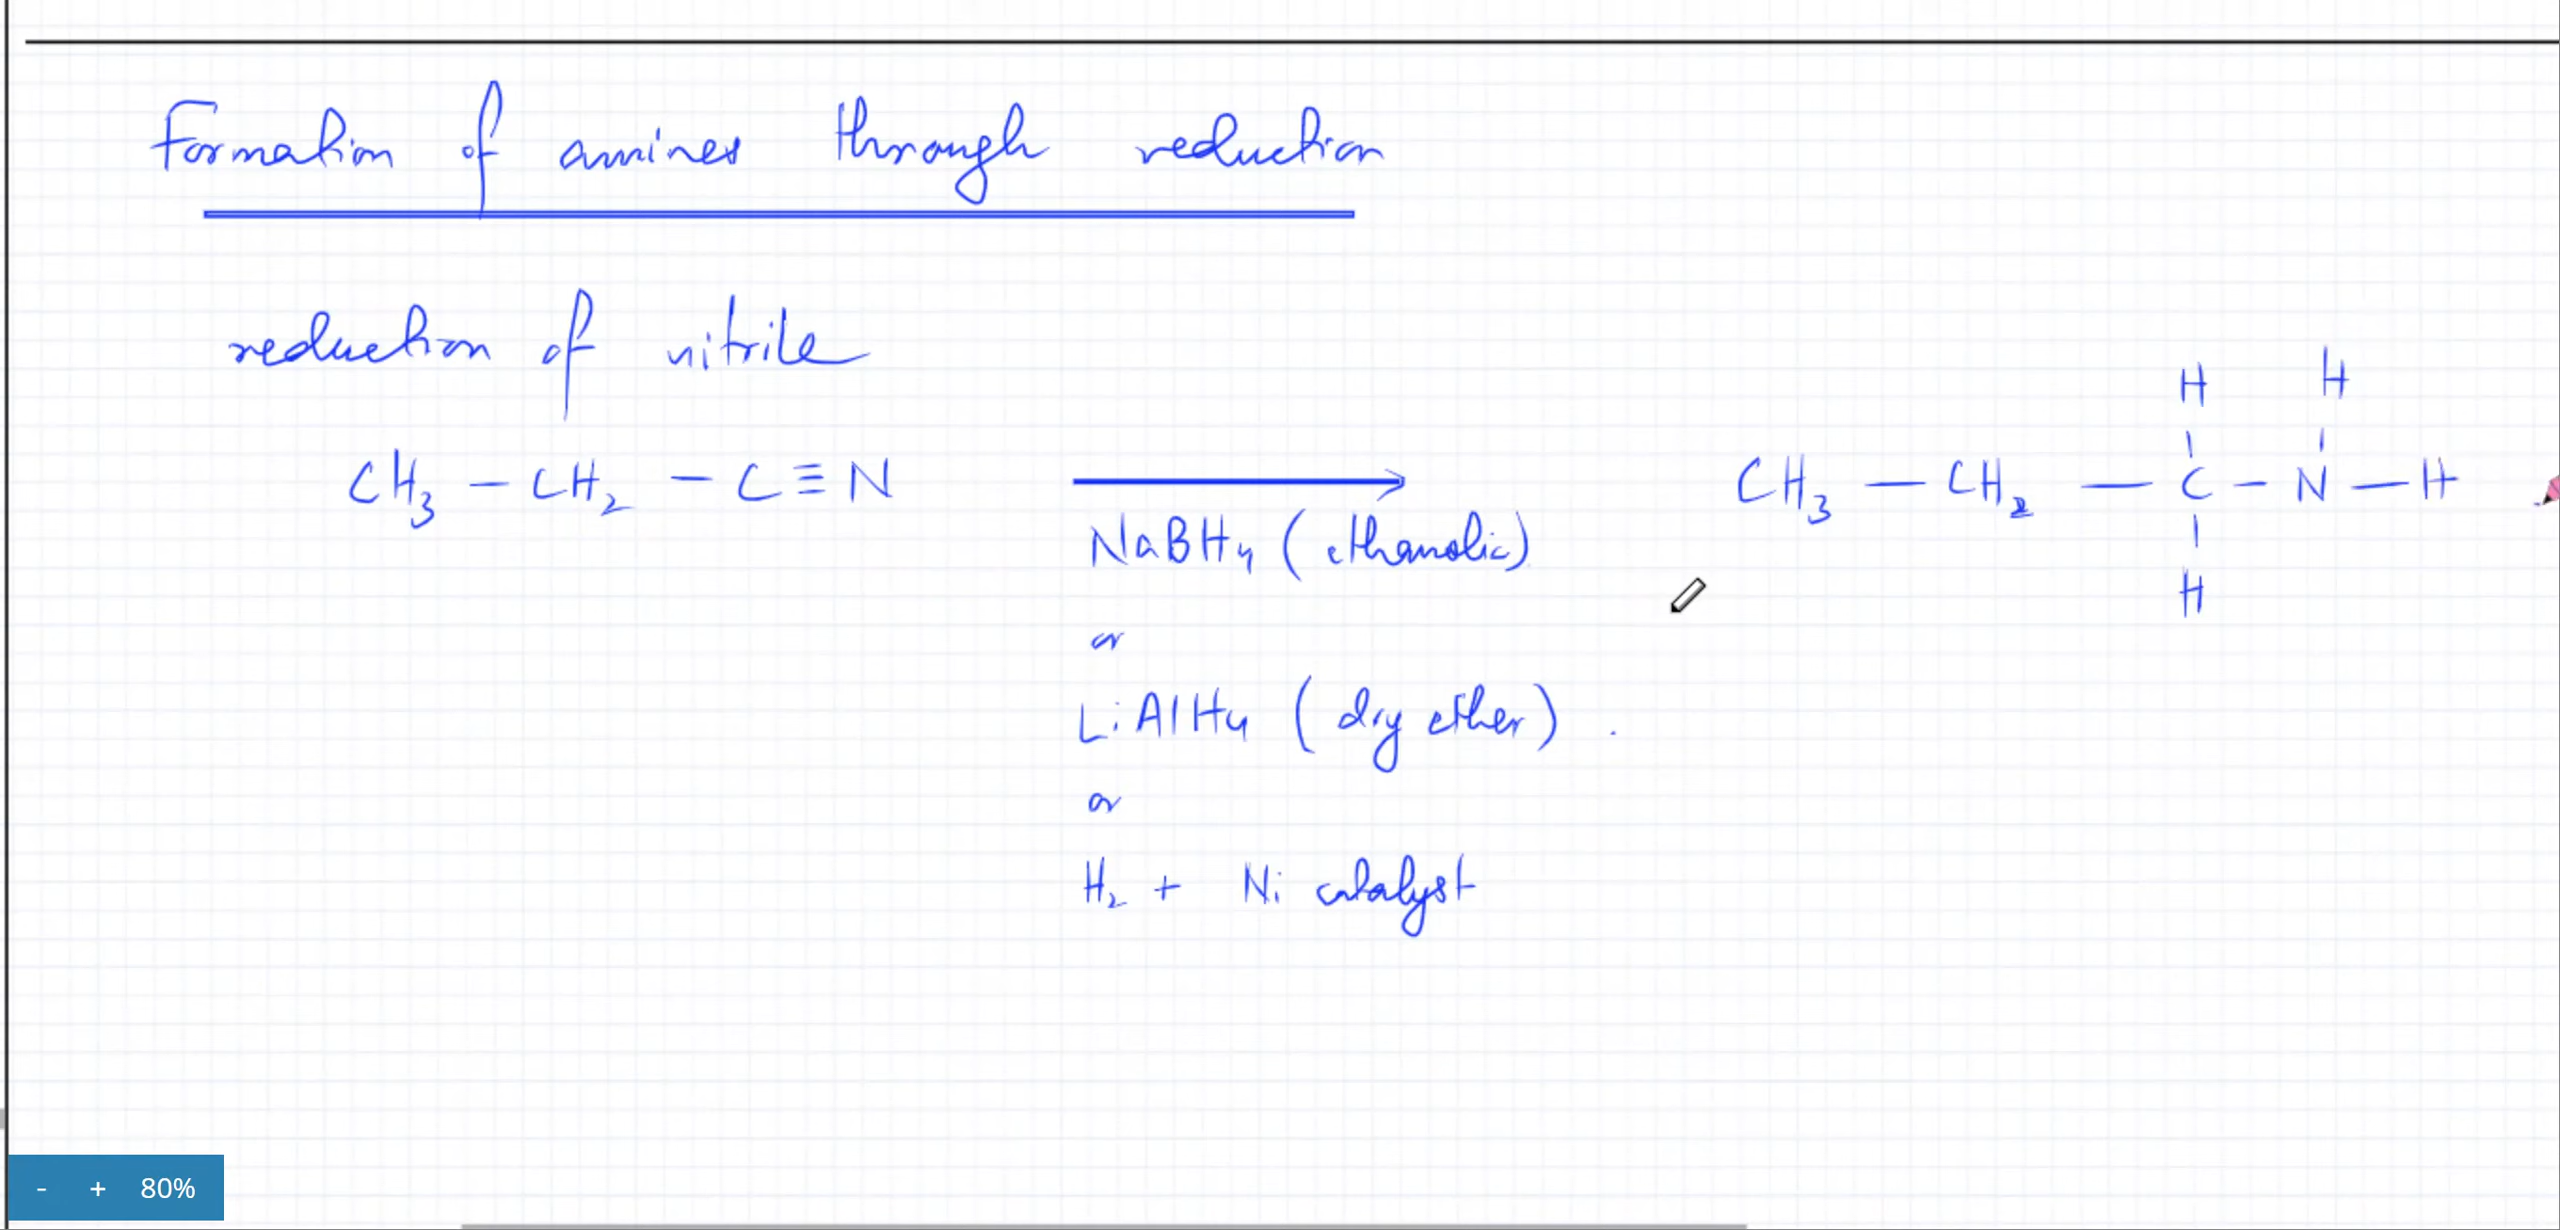 Formation of amines through reduction
reduction of nitrile
H H
CH₃ — CH₂ — C ≡ N
CH₃ — CH₂ — C — N — H
NaBH₄ (ethanolic)
H
or
LiAlH₄ (dry ether).
or
H₂ + Ni catalyst
- + 80%